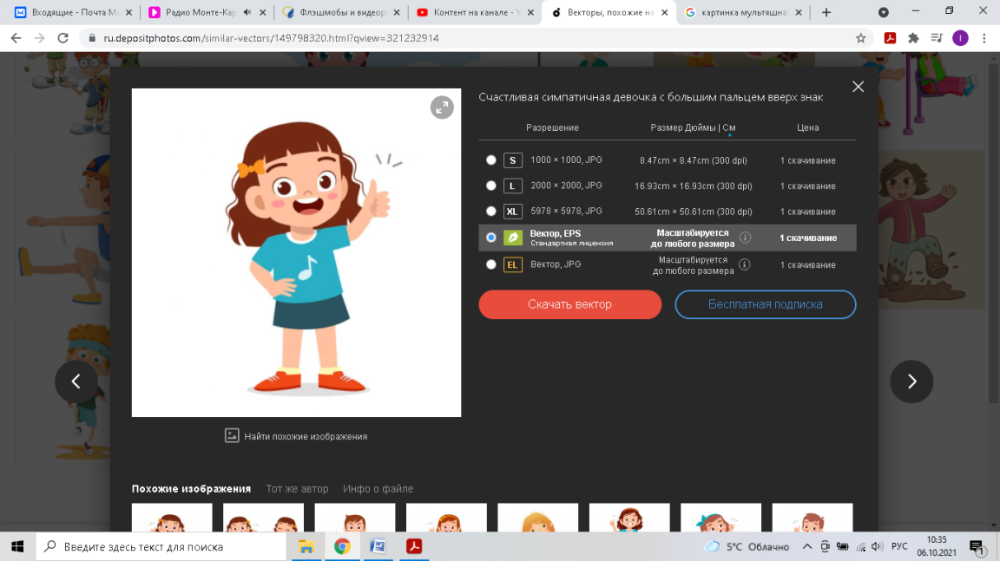 Входящие - Почта М
Радио Монте-Кар
Флэшмобы и видеор
Контент на канале - Y
Векторы, похожие на
картинка мультяшна
ru.depositphotos.com/similar-vectors/149798320.html?qview=321232914
I
Счастливая симпатичная девочка с большим пальцем вверх знак
Разрешение Размер Дюймы | См Цена
S 1000 × 1000, JPG 8.47cm × 8.47cm (300 dpi) 1 скачивание
L 2000 × 2000, JPG 16.93cm × 16.93cm (300 dpi) 1 скачивание
XL 5978 × 5978, JPG 50.61cm × 50.61cm (300 dpi) 1 скачивание
Вектор, EPS Масштабируется
Стандартная лицензия до любого размера 1 скачивание
EL Вектор, JPG Масштабируется
до любого размера 1 скачивание
Скачать вектор Бесплатная подписка
Найти похожие изображения
Похожие изображения Тот же автор Инфо о файле
Введите здесь текст для поиска
5°C Облачно
РУС
10:35
06.10.2021
1